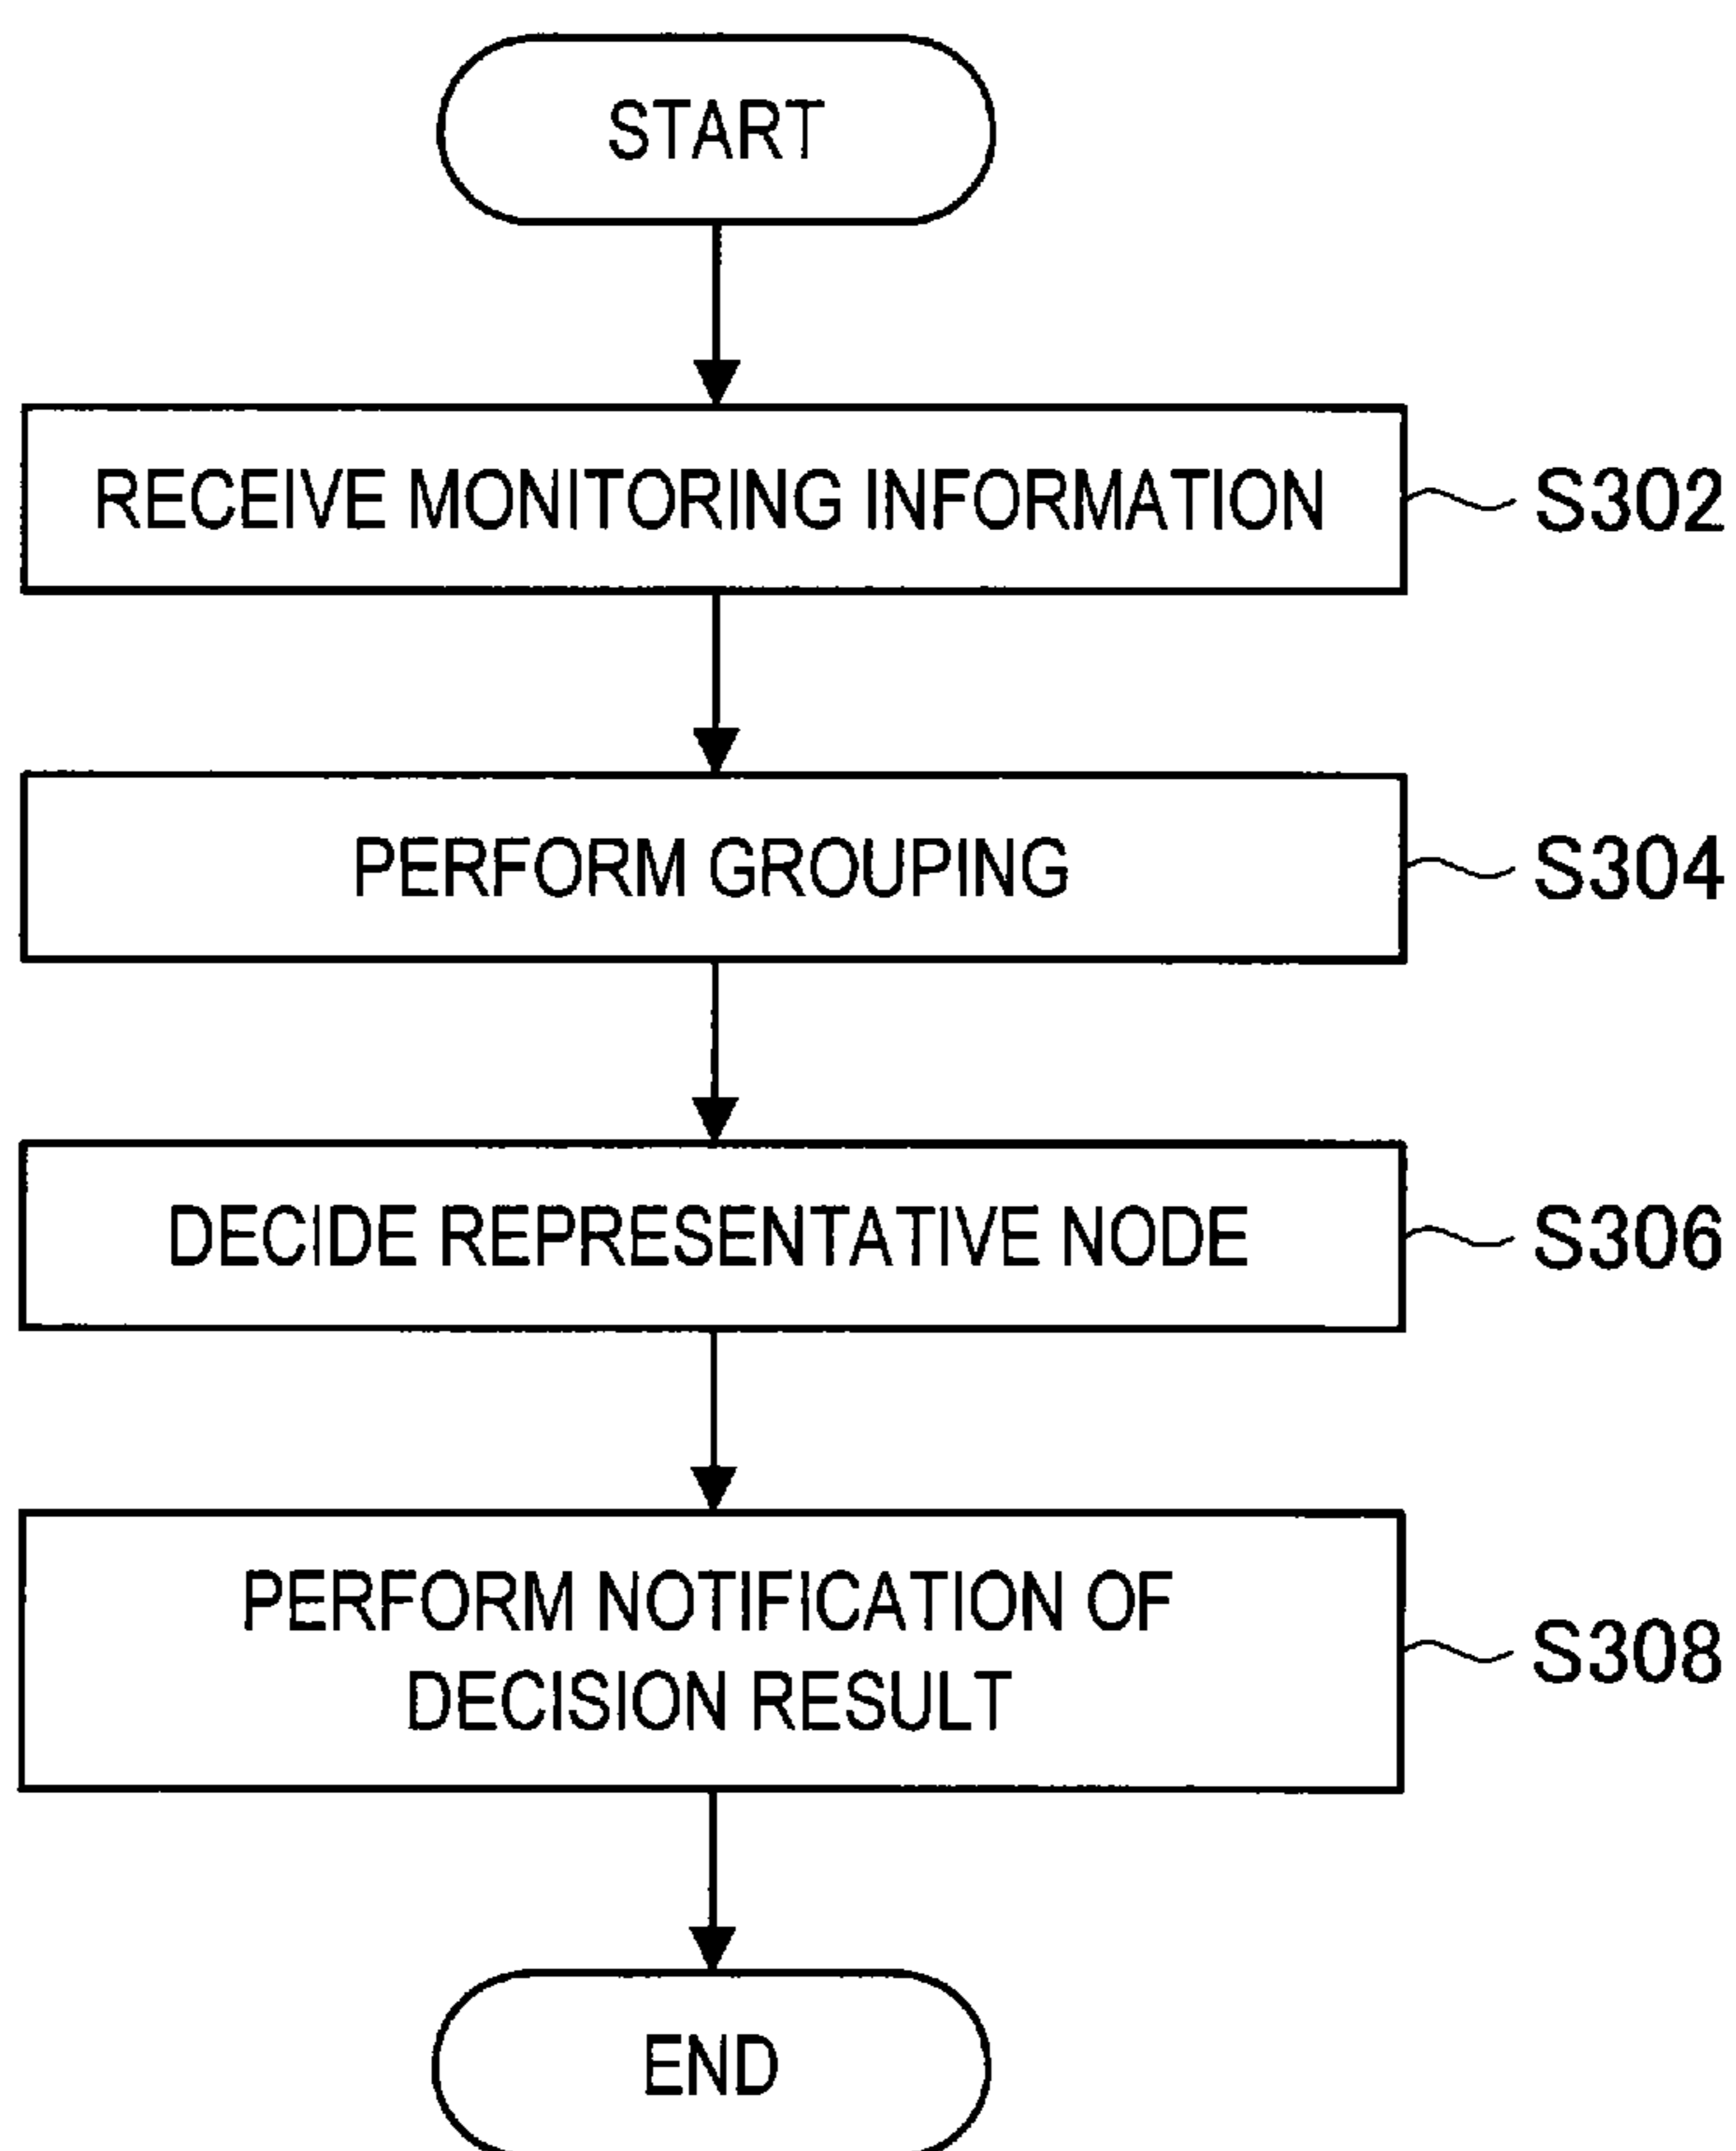 START
RECEIVE MONITORING INFORMATION
S302
PERFORM GROUPING
S304
DECIDE REPRESENTATIVE NODE
S306
PERFORM NOTIFICATION OF
DECISION RESULT
S308
END